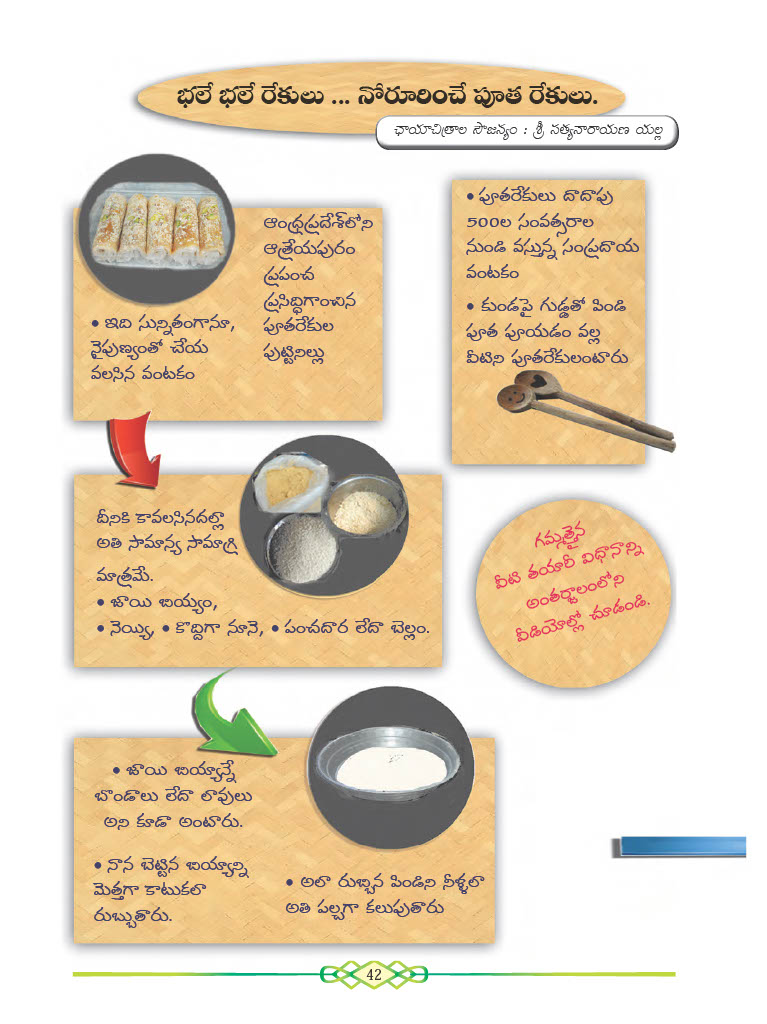 భలే భలే రేకులు ... నోరూరించే పూత రేకులు.
ఛాయాచిత్రాల సౌజన్యం : శ్రీ సత్యనారాయణ యల్ల
ఆంధ్రప్రదేశ్‌లోని
ఆత్రేయపురం
ప్రపంచ
ప్రసిద్ధిగాంచిన
పూతరేకుల
పుట్టినిల్లు
• ఇది సున్నితంగానూ,
నైపుణ్యంతో చేయ
వలసిన వంటకం
• పూతరేకులు దాదాపు
500ల సంవత్సరాల
నుండి వస్తున్న సంప్రదాయ
వంటకం
• కుండపై గుడ్డతో పిండి
పూత పూయడం వల్ల
వీటిని పూతరేకులంటారు
దీనికి కావలసినదల్లా
అతి సామాన్య సామాగ్రి
మాత్రమే.
• జాయి బియ్యం,
• నెయ్యి, • కొద్దిగా నూనె, • పంచదార లేదా బెల్లం.
గమ్మత్తైన
వీటి తయారీ విధానాన్ని
అంతర్జాలంలోని
వీడియోల్లో చూడండి.
• జాయి బియ్యాన్నే
బొండాలు లేదా లావులు
అని కూడా అంటారు.
• నాన బెట్టిన బియ్యాన్ని
మెత్తగా కాటుకలా
రుబ్బుతారు.
• అలా రుబ్బిన పిండిని నీళ్ళలా
అతి పల్చగా కలుపుతారు
42